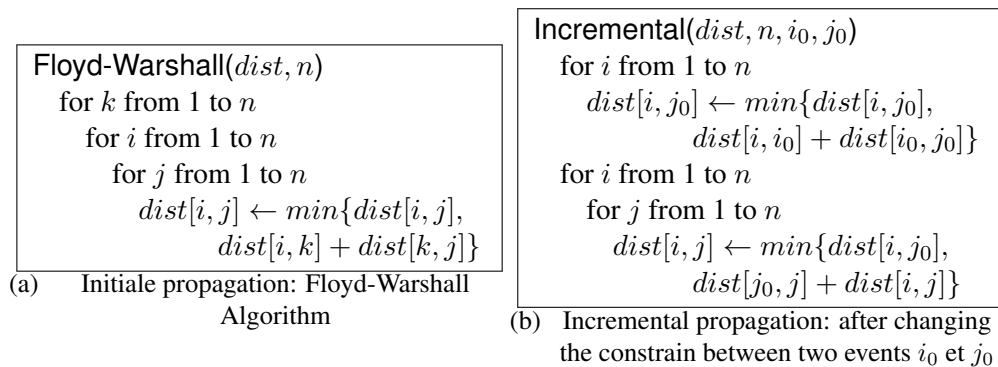 Floyd-Warshall(dist, n)
for k from 1 to n
for i from 1 to n
for j from 1 to n
dist[i, j] ← min{dist[i, j],
dist[i, k] + dist[k, j]}
(a) Initiale propagation: Floyd-Warshall
Algorithm
Incremental(dist, n, i₀, j₀)
for i from 1 to n
dist[i, j₀] ← min{dist[i, j₀],
dist[i, i₀] + dist[i₀, j₀]}
for i from 1 to n
for j from 1 to n
dist[i, j] ← min{dist[i, j₀],
dist[j₀, j] + dist[i, j]}
(b) Incremental propagation: after changing
the constrain between two events i₀ et j₀